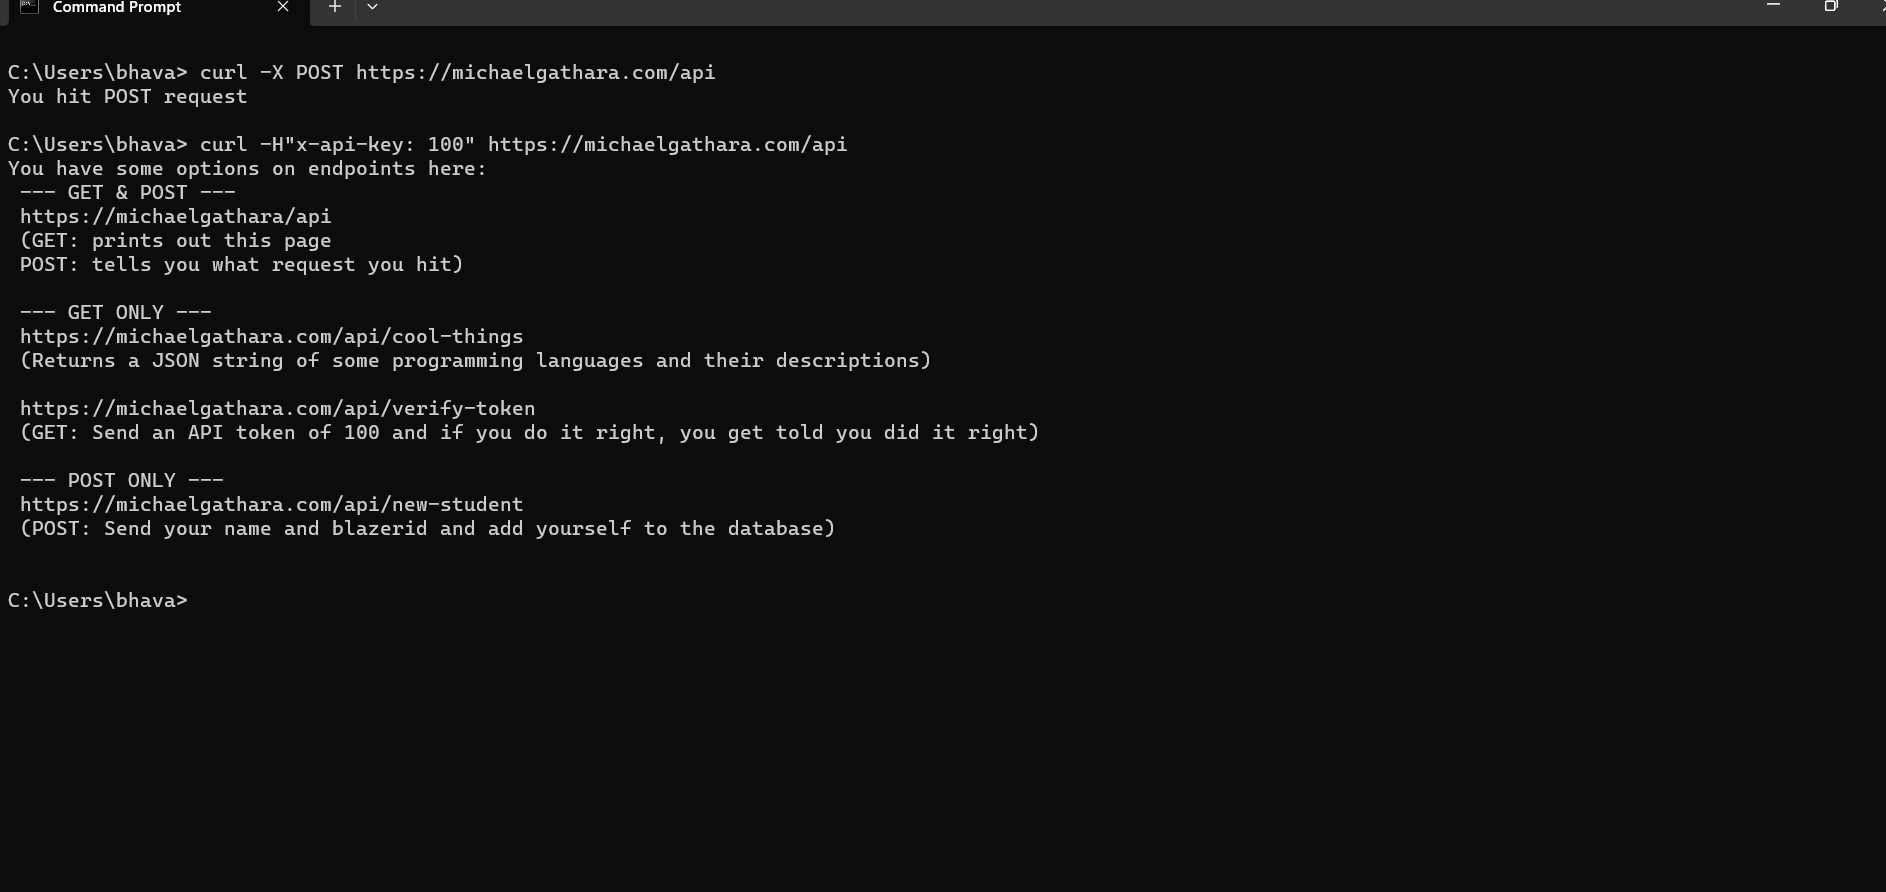 Command Prompt
C:\Users\bhava> curl -X POST https://michaelgathara.com/api
You hit POST request
C:\Users\bhava> curl -H"x-api-key: 100" https://michaelgathara.com/api
You have some options on endpoints here:
--- GET & POST ---
https://michaelgathara/api
(GET: prints out this page
POST: tells you what request you hit)
--- GET ONLY ---
https://michaelgathara.com/api/cool-things
(Returns a JSON string of some programming languages and their descriptions)
https://michaelgathara.com/api/verify-token
(GET: Send an API token of 100 and if you do it right, you get told you did it right)
--- POST ONLY ---
https://michaelgathara.com/api/new-student
(POST: Send your name and blazerid and add yourself to the database)
C:\Users\bhava>